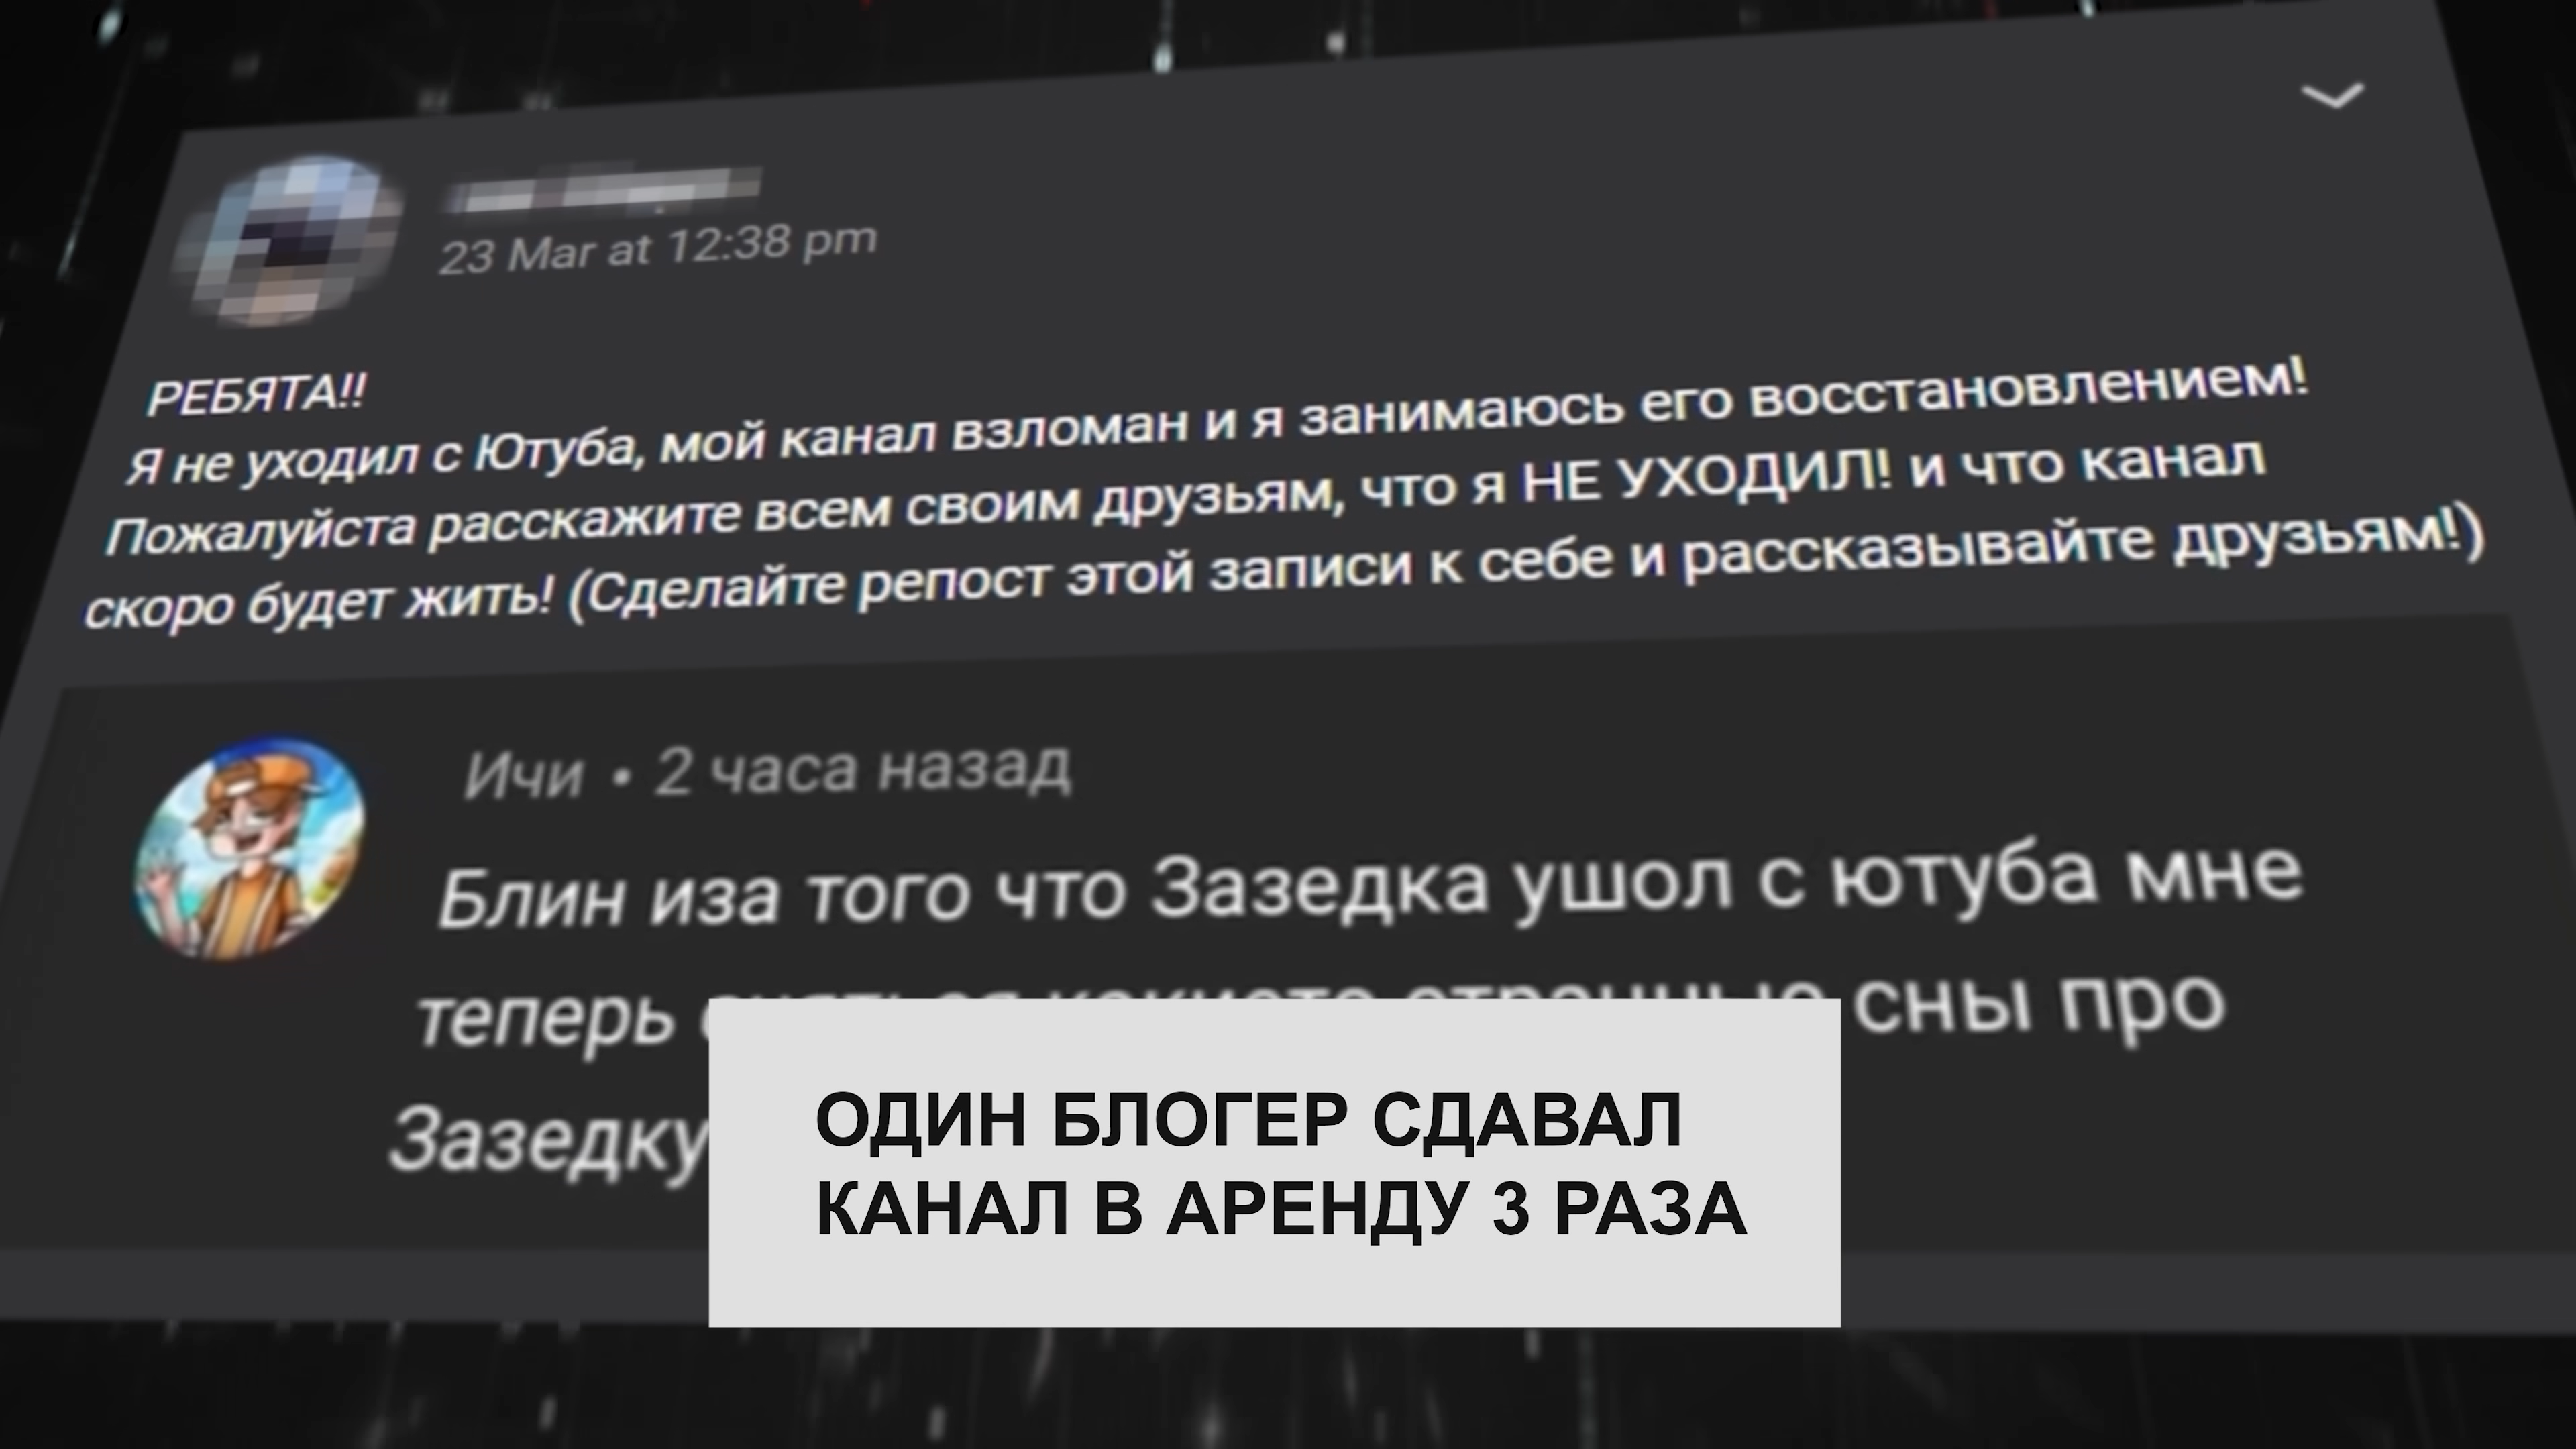 23 Mar at 12:38 pm
РЕБЯТА!!
Я не уходил с Ютуба, мой канал взломан и я занимаюсь его восстановлением!
Пожалуйста расскажите всем своим друзьям, что я НЕ УХОДИЛ! и что канал
скоро будет жить! (Сделайте репост этой записи к себе и рассказывайте друзьям!)
Ичи • 2 часа назад
Блин иза того что Зазедка ушол с ютуба мне
теперь сны про
Зазедку
ОДИН БЛОГЕР СДАВАЛ
КАНАЛ В АРЕНДУ 3 РАЗА